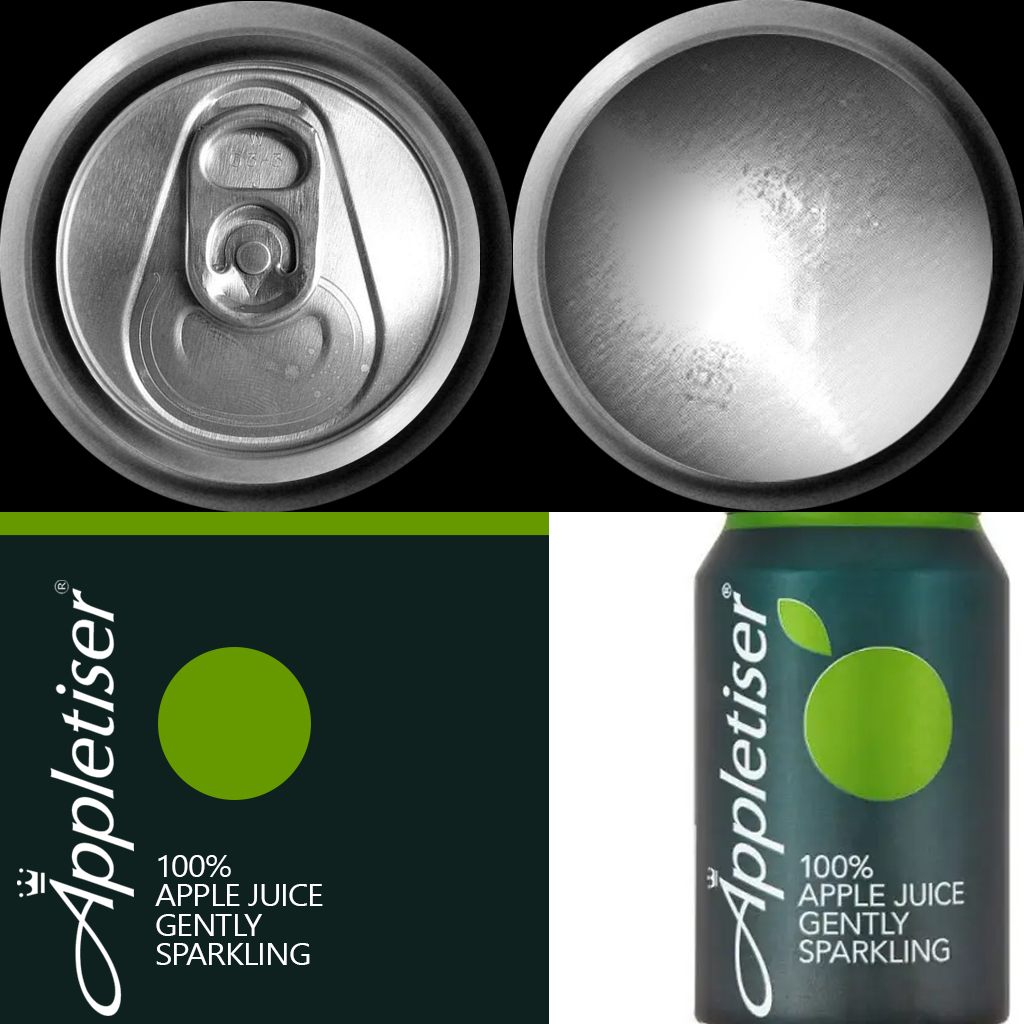 Appletiser®
100%
APPLE JUICE
GENTLY
SPARKLING
Appletiser®
100%
APPLE JUICE
GENTLY
SPARKLING